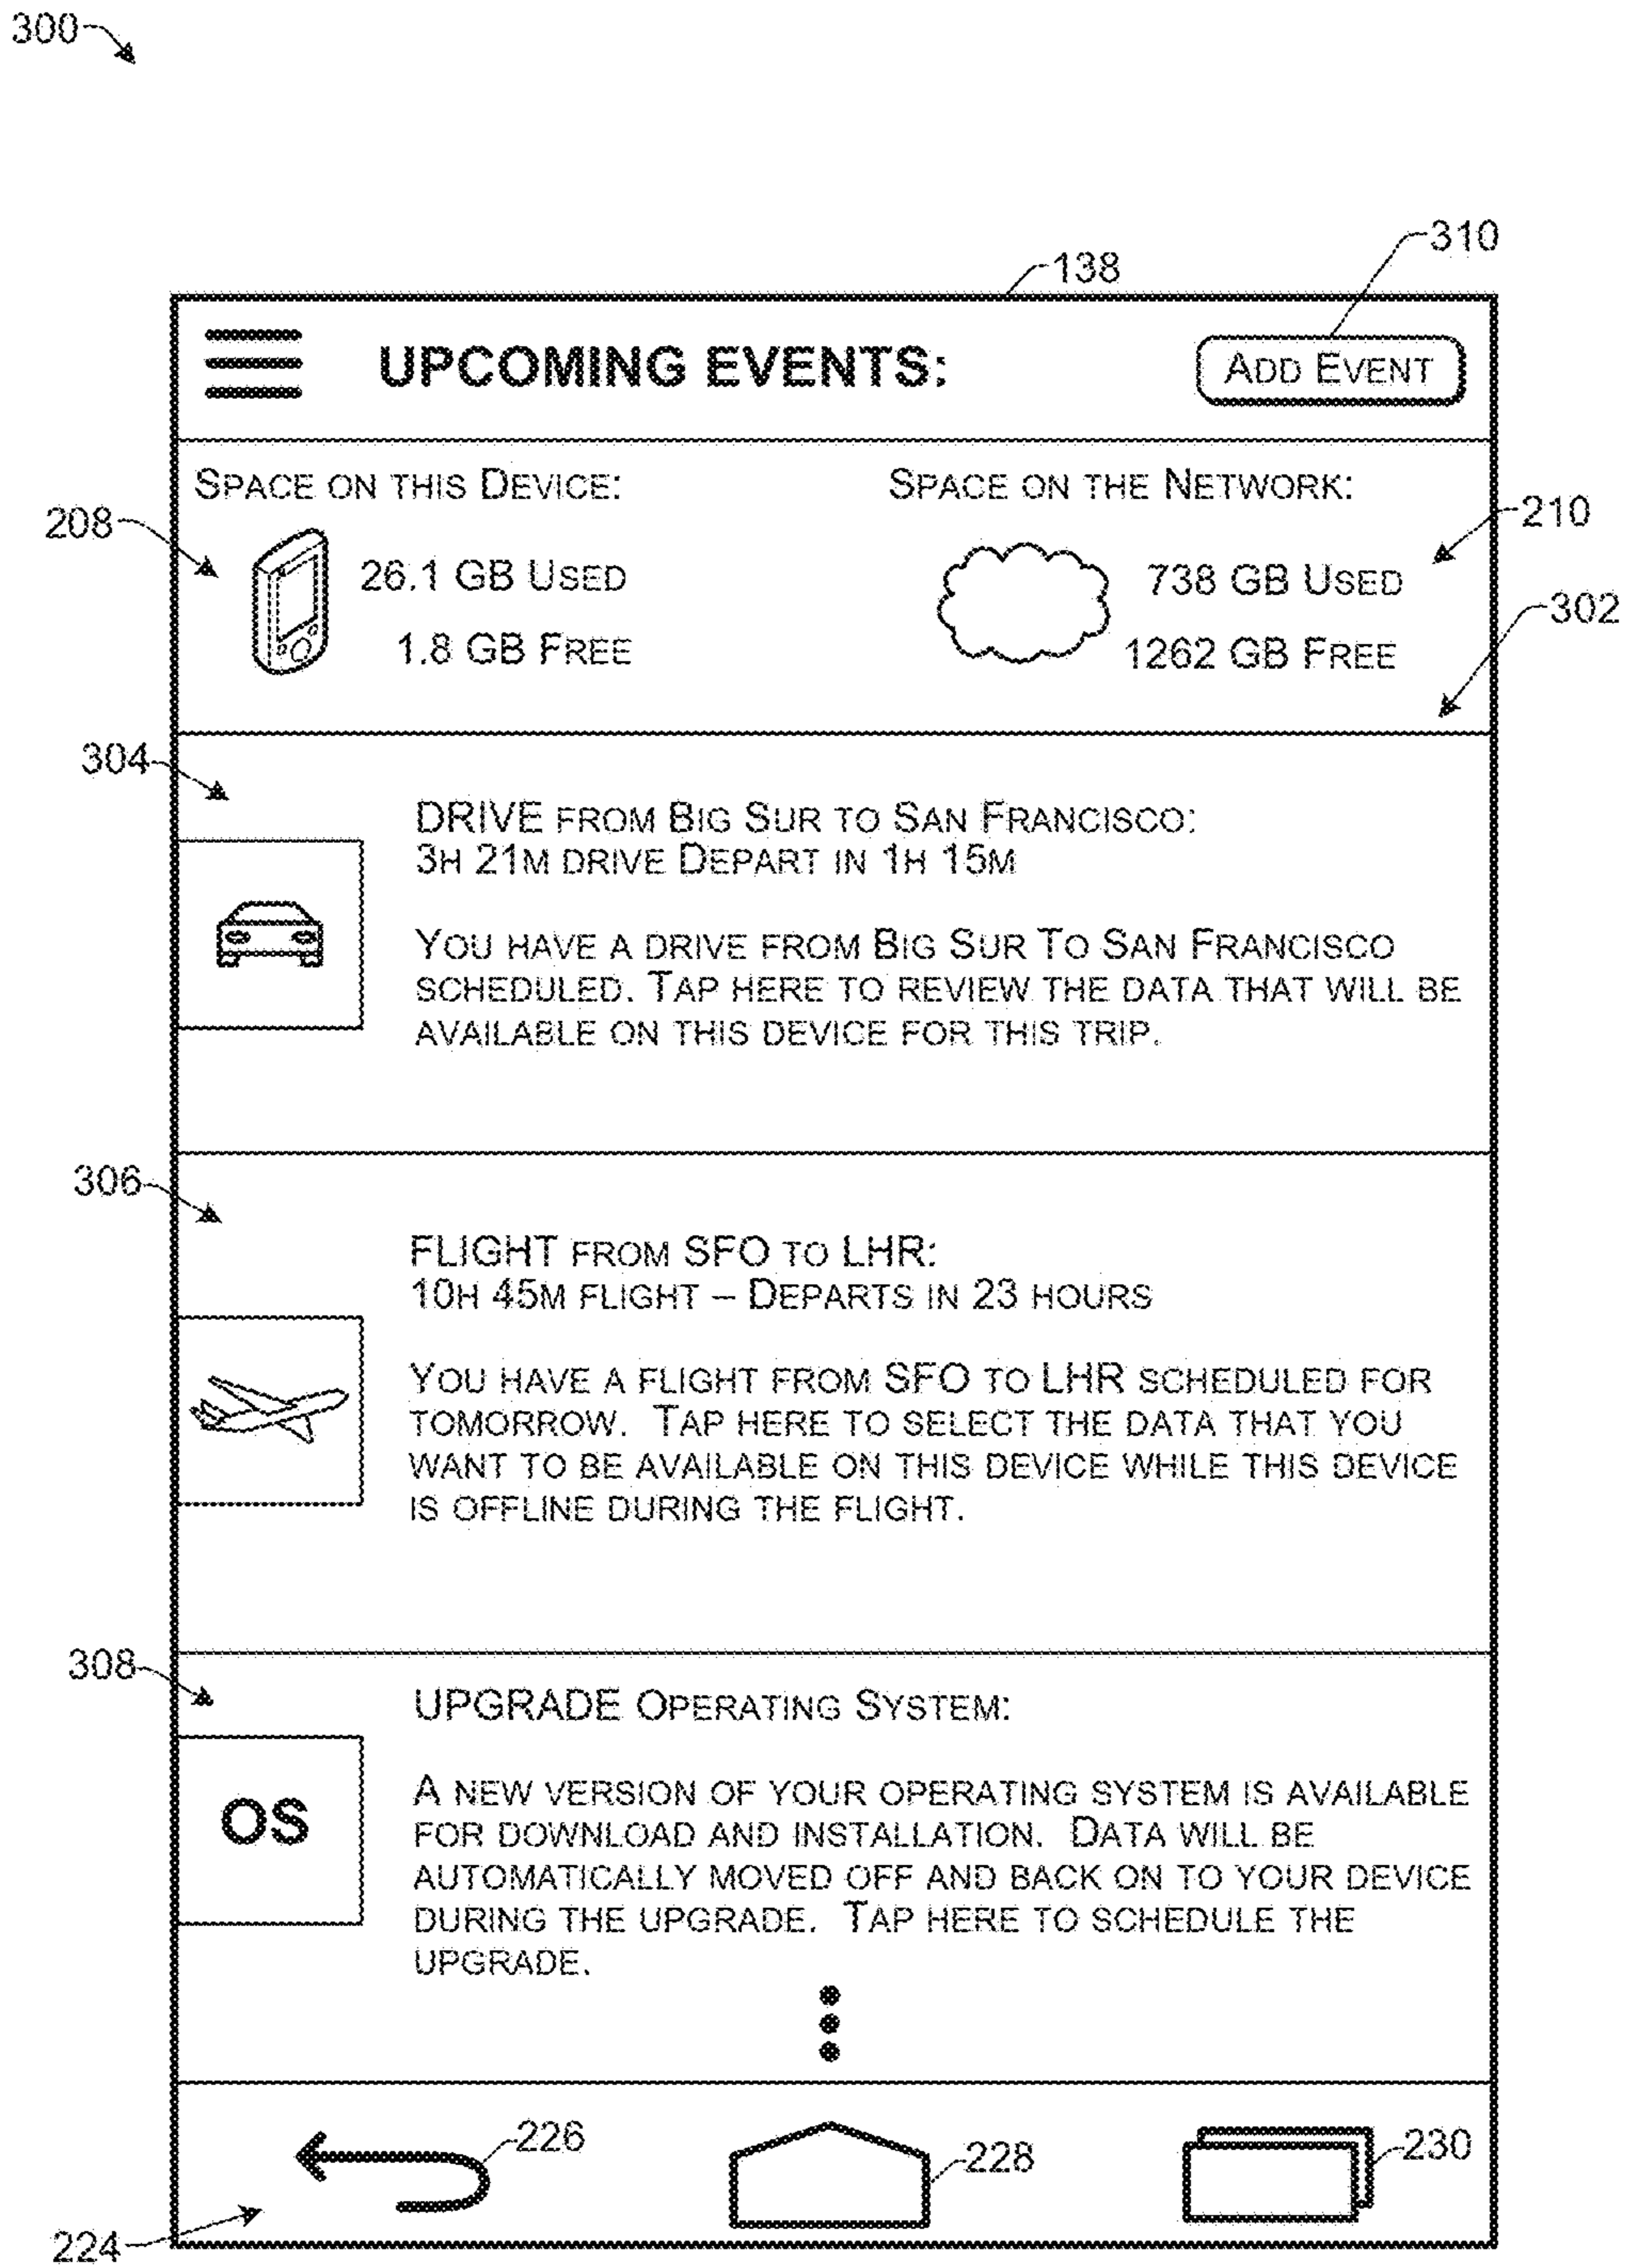 300
310
138
UPCOMING EVENTS:
ADD EVENT
SPACE ON THIS DEVICE:
SPACE ON THE NETWORK:
208
26.1 GB USED
1.8 GB FREE
738 GB USED
1262 GB FREE
210
302
304
DRIVE FROM BIG SUR TO SAN FRANCISCO:
3H 21M DRIVE DEPART IN 1H 15M
YOU HAVE A DRIVE FROM BIG SUR TO SAN FRANCISCO
SCHEDULED. TAP HERE TO REVIEW THE DATA THAT WILL BE
AVAILABLE ON THIS DEVICE FOR THIS TRIP.
306
FLIGHT FROM SFO TO LHR:
10H 45M FLIGHT – DEPARTS IN 23 HOURS
YOU HAVE A FLIGHT FROM SFO TO LHR SCHEDULED FOR
TOMORROW. TAP HERE TO SELECT THE DATA THAT YOU
WANT TO BE AVAILABLE ON THIS DEVICE WHILE THIS DEVICE
IS OFFLINE DURING THE FLIGHT.
308
UPGRADE OPERATING SYSTEM:
OS
A NEW VERSION OF YOUR OPERATING SYSTEM IS AVAILABLE
FOR DOWNLOAD AND INSTALLATION. DATA WILL BE
AUTOMATICALLY MOVED OFF AND BACK ON TO YOUR DEVICE
DURING THE UPGRADE. TAP HERE TO SCHEDULE THE
UPGRADE.
226
228
230
224